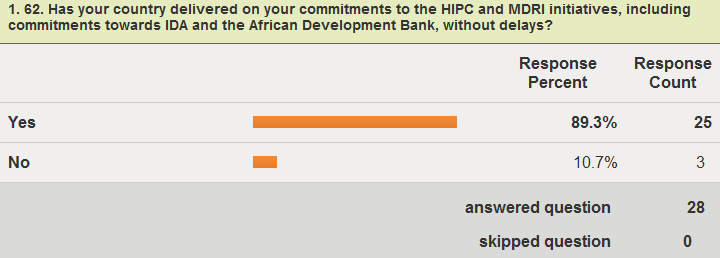 1. 62. Has your country delivered on your commitments to the HIPC and MDRI initiatives, including
commitments towards IDA and the African Development Bank, without delays?
Response Percent Response Count
Yes 89.3% 25
No 10.7% 3
answered question 28
skipped question 0